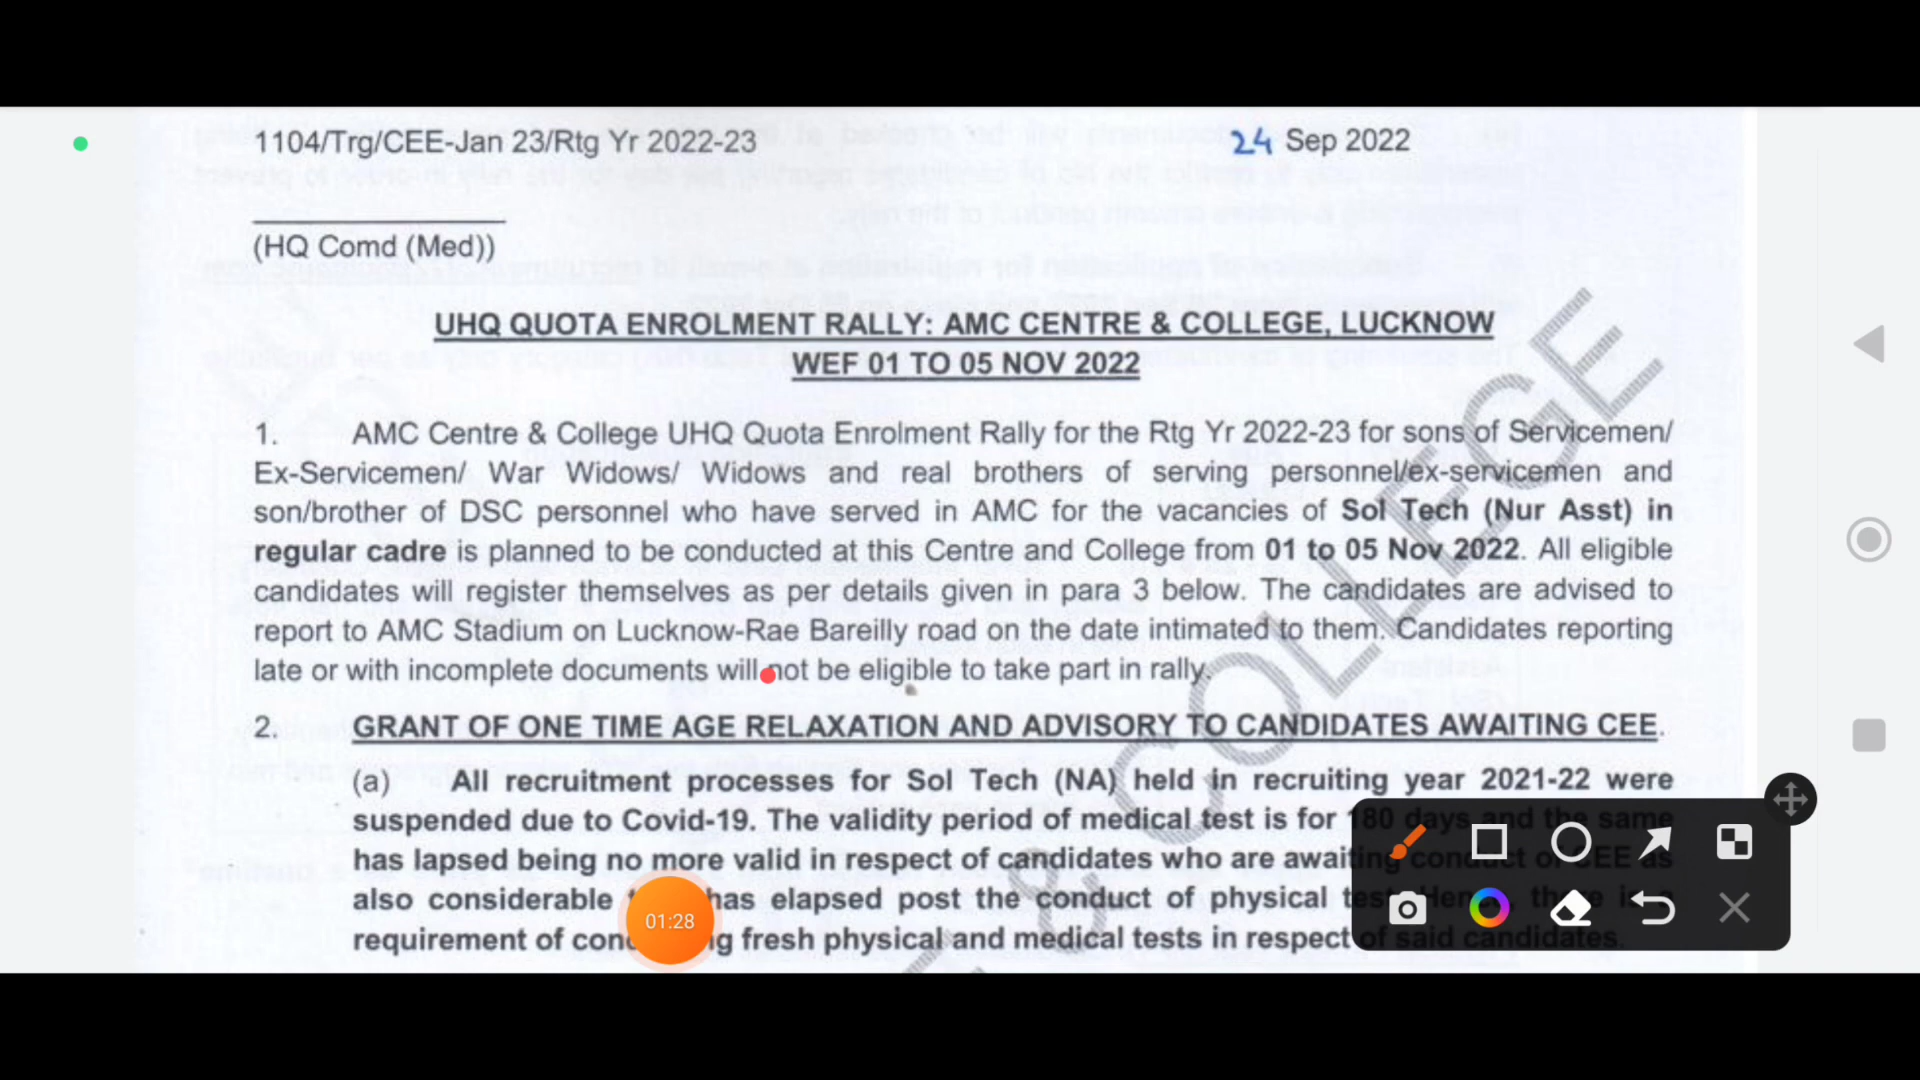 1104/Trg/CEE-Jan 23/Rtg Yr 2022-23
24 Sep 2022
(HQ Comd (Med))
UHQ QUOTA ENROLMENT RALLY: AMC CENTRE & COLLEGE, LUCKNOW
WEF 01 TO 05 NOV 2022
1. AMC Centre & College UHQ Quota Enrolment Rally for the Rtg Yr 2022-23 for sons of Servicemen/
Ex-Servicemen/ War Widows/ Widows and real brothers of serving personnel/ex-servicemen and
son/brother of DSC personnel who have served in AMC for the vacancies of Sol Tech (Nur Asst) in
regular cadre is planned to be conducted at this Centre and College from 01 to 05 Nov 2022. All eligible
candidates will register themselves as per details given in para 3 below. The candidates are advised to
report to AMC Stadium on Lucknow-Rae Bareilly road on the date intimated to them. Candidates reporting
late or with incomplete documents will not be eligible to take part in rally.
2. GRANT OF ONE TIME AGE RELAXATION AND ADVISORY TO CANDIDATES AWAITING CEE.
(a) All recruitment processes for Sol Tech (NA) held in recruiting year 2021-22 were
suspended due to Covid-19. The validity period of medical test is for 180 days and the same
has lapsed being no more valid in respect of candidates who are awaiting conduct of CEE as
also considerable has elapsed post the conduct of physical test. Hence, there is a
requirement of fresh physical and medical tests in respect of said candidates.
& COLLEGE
01:28